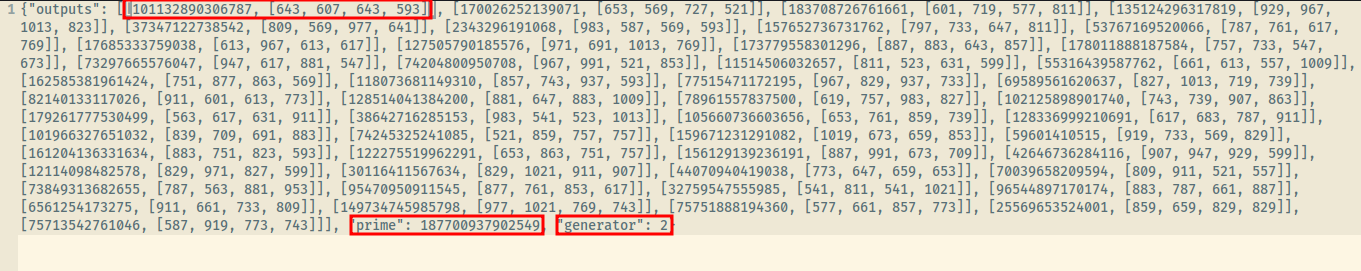 1 {"outputs": [[101132890306787, [643, 607, 643, 593]], [170026252139071, [653, 569, 727, 521]], [183708726761661, [601, 719, 577, 811]], [135124296317819, [929, 967,
1013, 823]], [37347122738542, [809, 569, 977, 641]], [2343296191068, [983, 587, 569, 593]], [157652736731762, [797, 733, 647, 811]], [53767169520066, [787, 761, 617,
769]], [17685333759038, [613, 967, 613, 617]], [127505790185576, [971, 691, 1013, 769]], [173779558301296, [887, 883, 643, 857]], [178011888187584, [757, 733, 547,
673]], [73297665576047, [947, 617, 881, 547]], [74204800950708, [967, 991, 521, 853]], [11514506032657, [811, 523, 631, 599]], [55316439587762, [661, 613, 557, 1009]],
[162585381961424, [751, 877, 863, 569]], [118073681149310, [857, 743, 937, 593]], [77515471172195, [967, 829, 937, 733]], [69589561620637, [827, 1013, 719, 739]],
[82140133117026, [911, 601, 613, 773]], [128514041384200, [881, 647, 883, 1009]], [78961557837500, [619, 757, 983, 827]], [102125898901740, [743, 739, 907, 863]],
[179261777530499, [563, 617, 631, 911]], [38642716285153, [983, 541, 523, 1013]], [105660736603656, [653, 761, 859, 739]], [128336999210691, [617, 683, 787, 911]],
[101966327651032, [839, 709, 691, 883]], [74245325241085, [521, 859, 757, 757]], [159671231291082, [1019, 673, 659, 853]], [59601410515, [919, 733, 569, 829]],
[161204136331634, [883, 751, 823, 593]], [122275519962291, [653, 863, 751, 757]], [156129139236191, [887, 991, 673, 709]], [42646736284116, [907, 947, 929, 599]],
[12114098482578, [829, 971, 827, 599]], [30116411567634, [829, 1021, 911, 907]], [44070940419038, [773, 647, 659, 653]], [70039658209594, [809, 911, 521, 557]],
[73849313682655, [787, 563, 881, 953]], [95470950911545, [877, 761, 853, 617]], [32759547555985, [541, 811, 541, 1021]], [96544897170174, [883, 787, 661, 887]],
[6561254173275, [911, 661, 733, 809]], [149734745985798, [977, 1021, 769, 743]], [75751888194360, [577, 661, 857, 773]], [25569653524001, [859, 659, 829, 829]],
[75713542761046, [587, 919, 773, 743]]], "prime": 187700937902549, "generator": 2}